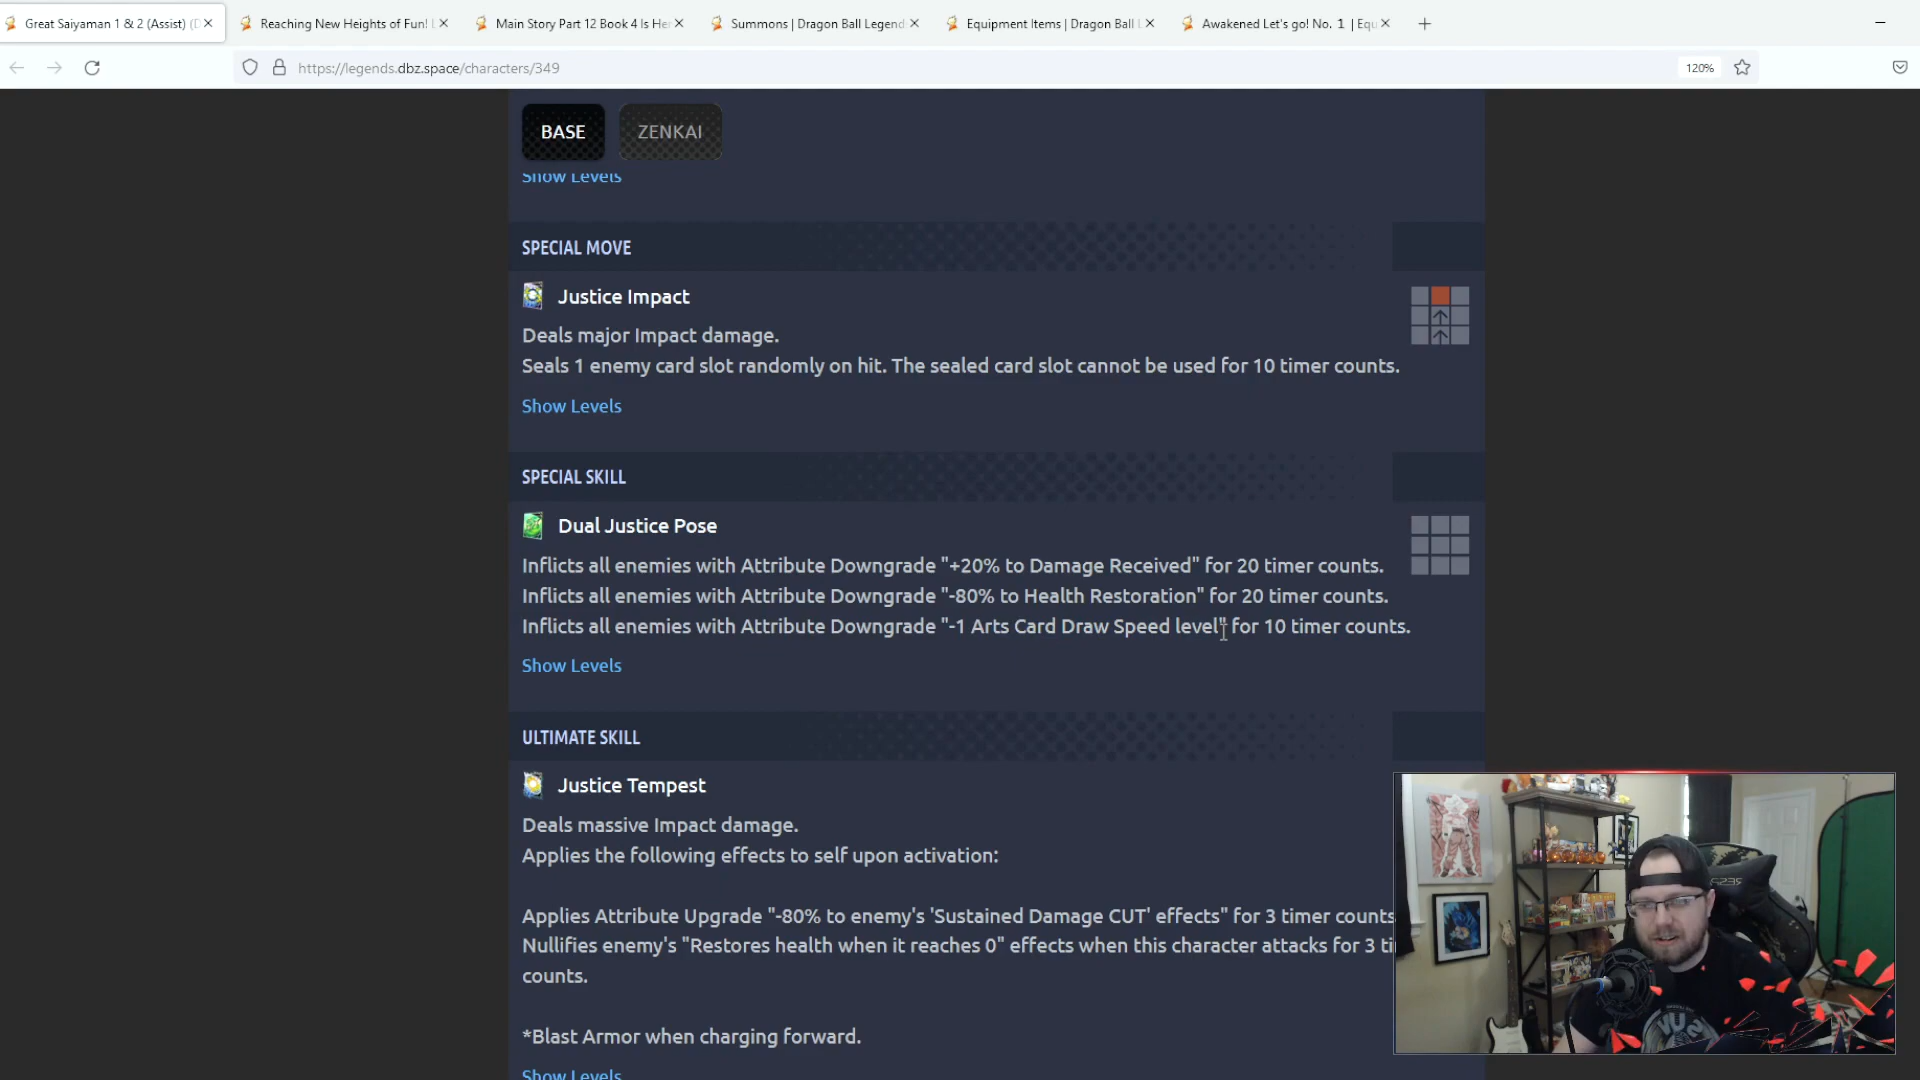 Great Saiyaman 1 & 2 (Assist) (D
Reaching New Heights of Fun! L
Main Story Part 12 Book 4 Is Her
Summons | Dragon Ball Legends
Equipment Items | Dragon Ball L
Awakened Let's go! No. 1 | Equ
https://legends.dbz.space/characters/349
120%
BASE
ZENKAI
Show Levels
SPECIAL MOVE
Justice Impact
Deals major Impact damage.
Seals 1 enemy card slot randomly on hit. The sealed card slot cannot be used for 10 timer counts.
Show Levels
SPECIAL SKILL
Dual Justice Pose
Inflicts all enemies with Attribute Downgrade "+20% to Damage Received" for 20 timer counts.
Inflicts all enemies with Attribute Downgrade "-80% to Health Restoration" for 20 timer counts.
Inflicts all enemies with Attribute Downgrade "-1 Arts Card Draw Speed level" for 10 timer counts.
Show Levels
ULTIMATE SKILL
Justice Tempest
Deals massive Impact damage.
Applies the following effects to self upon activation:
Applies Attribute Upgrade "-80% to enemy's 'Sustained Damage CUT' effects" for 3 timer counts
Nullifies enemy's "Restores health when it reaches 0" effects when this character attacks for 3 ti
counts.
*Blast Armor when charging forward.
Show Levels